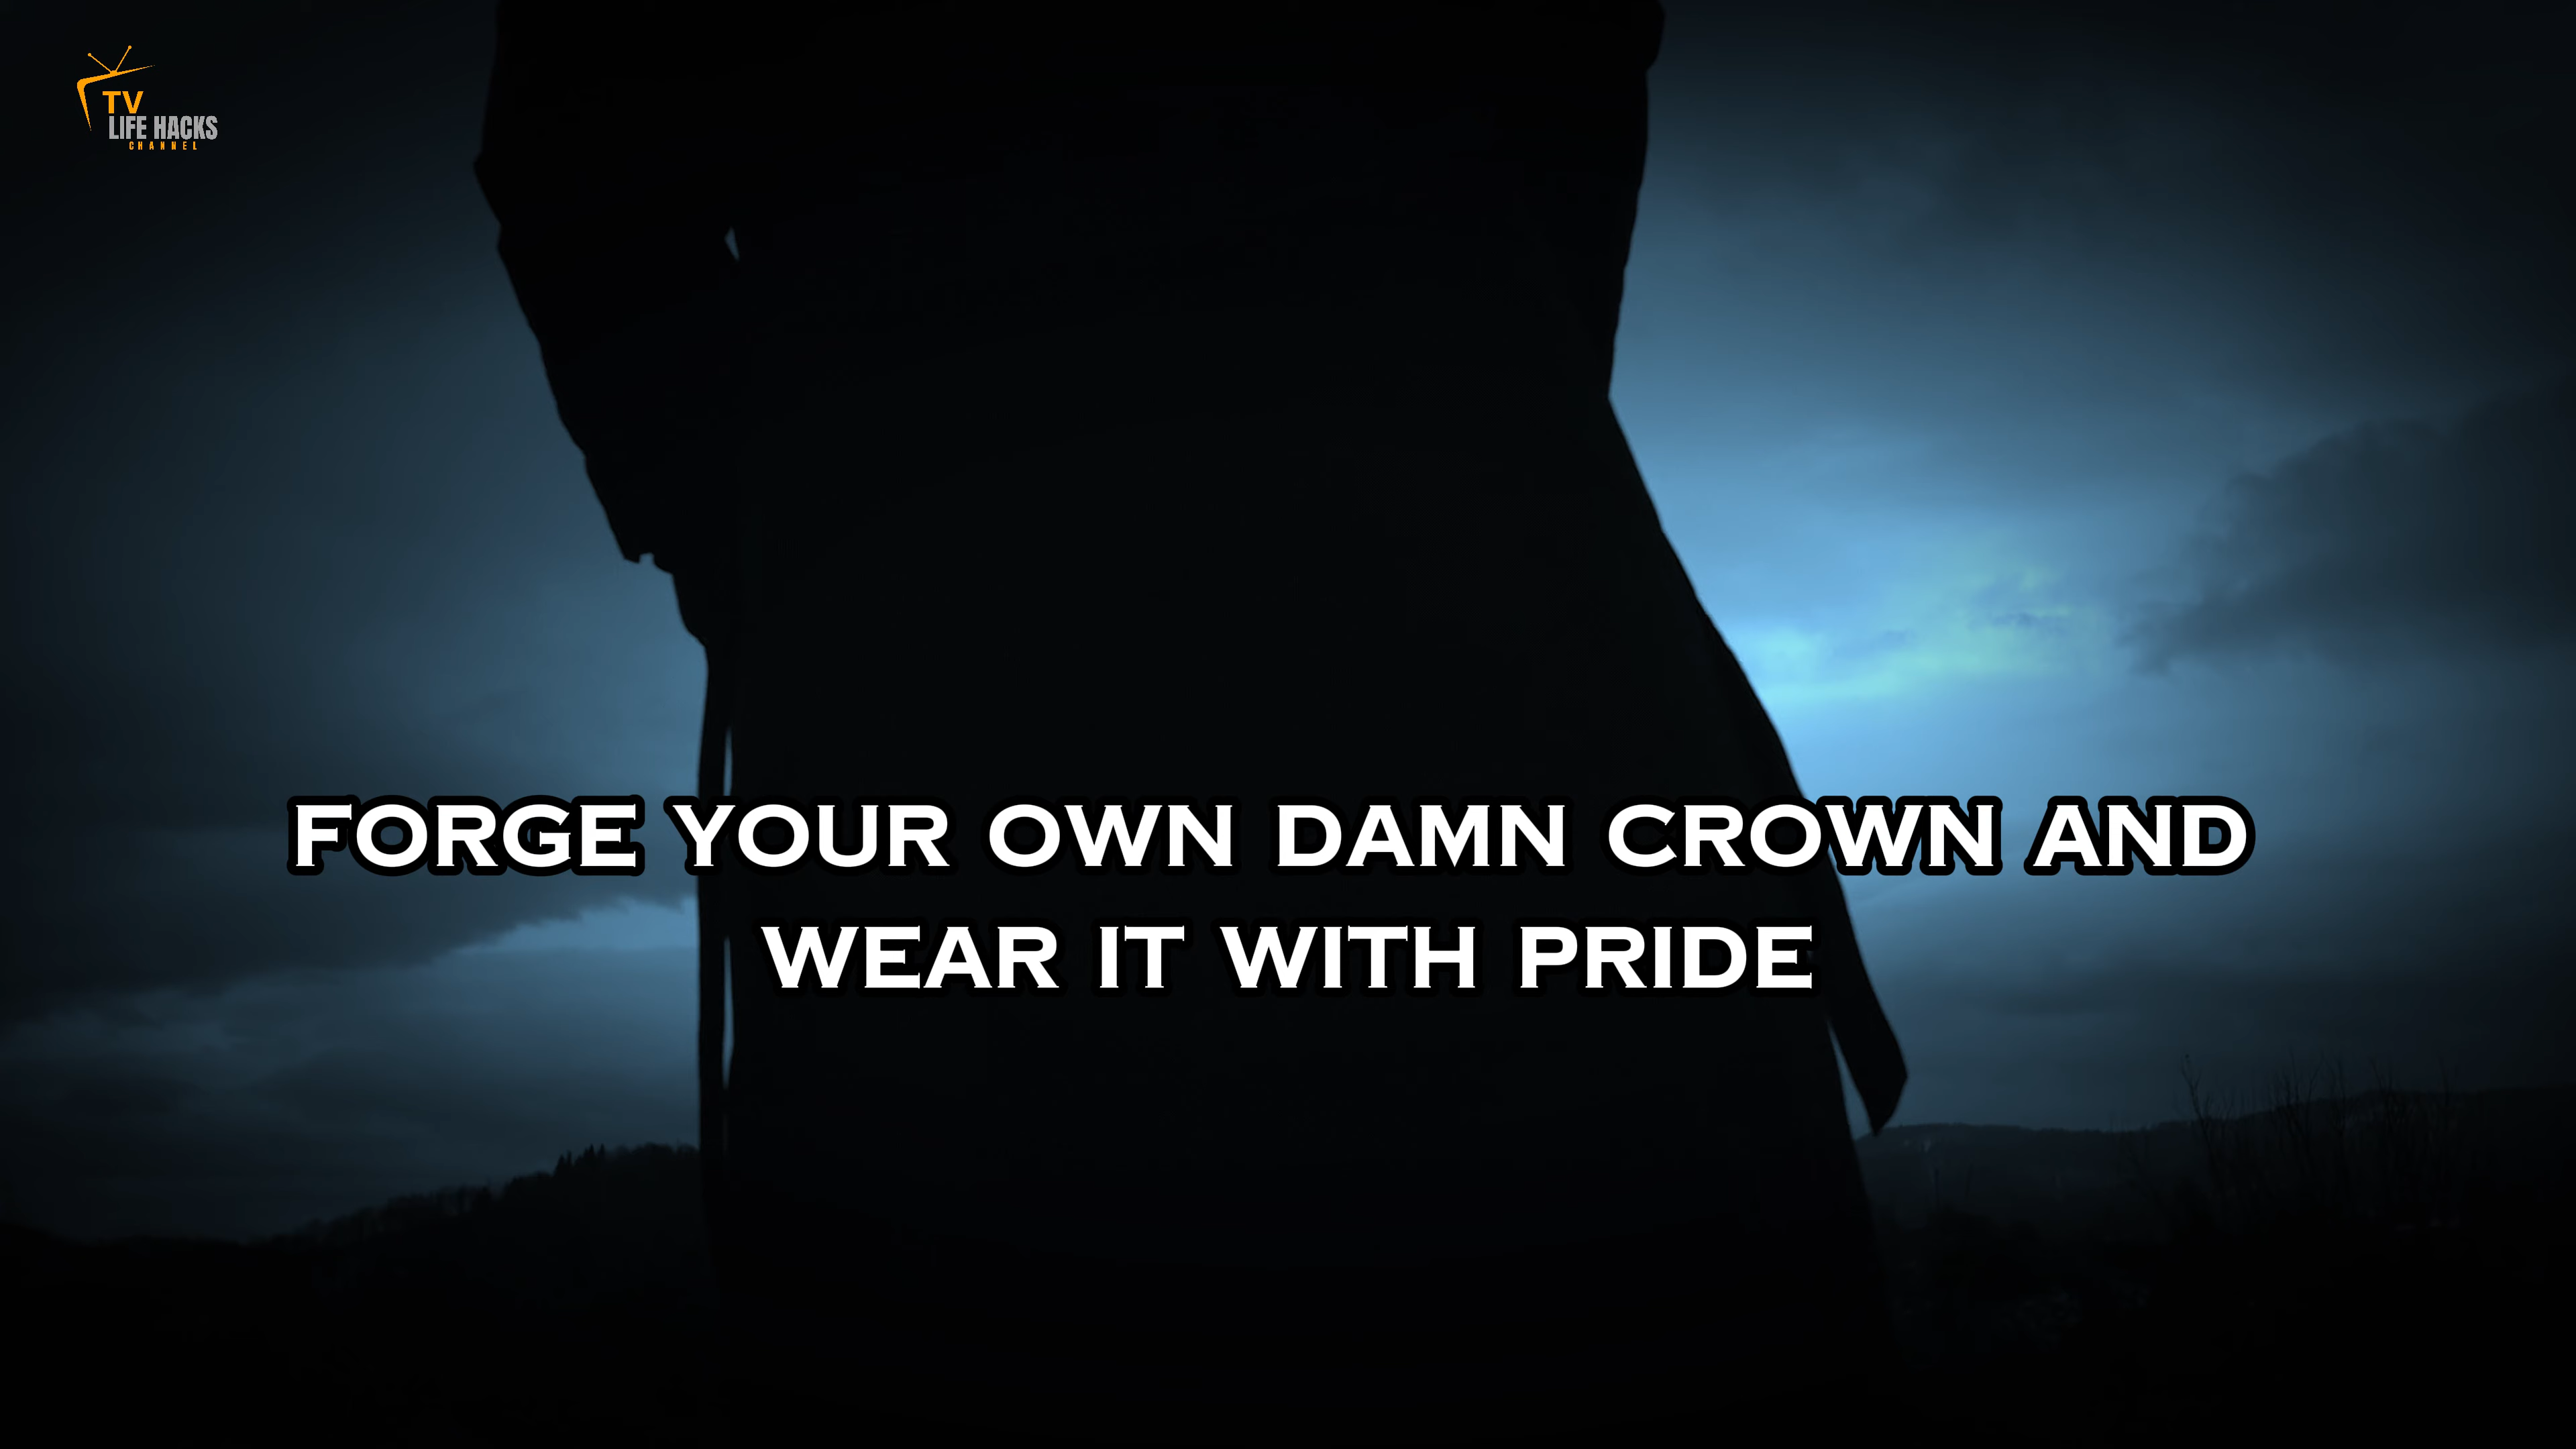 TV
LIFE HACKS
CHANNEL
FORGE YOUR OWN DAMN CROWN AND
WEAR IT WITH PRIDE